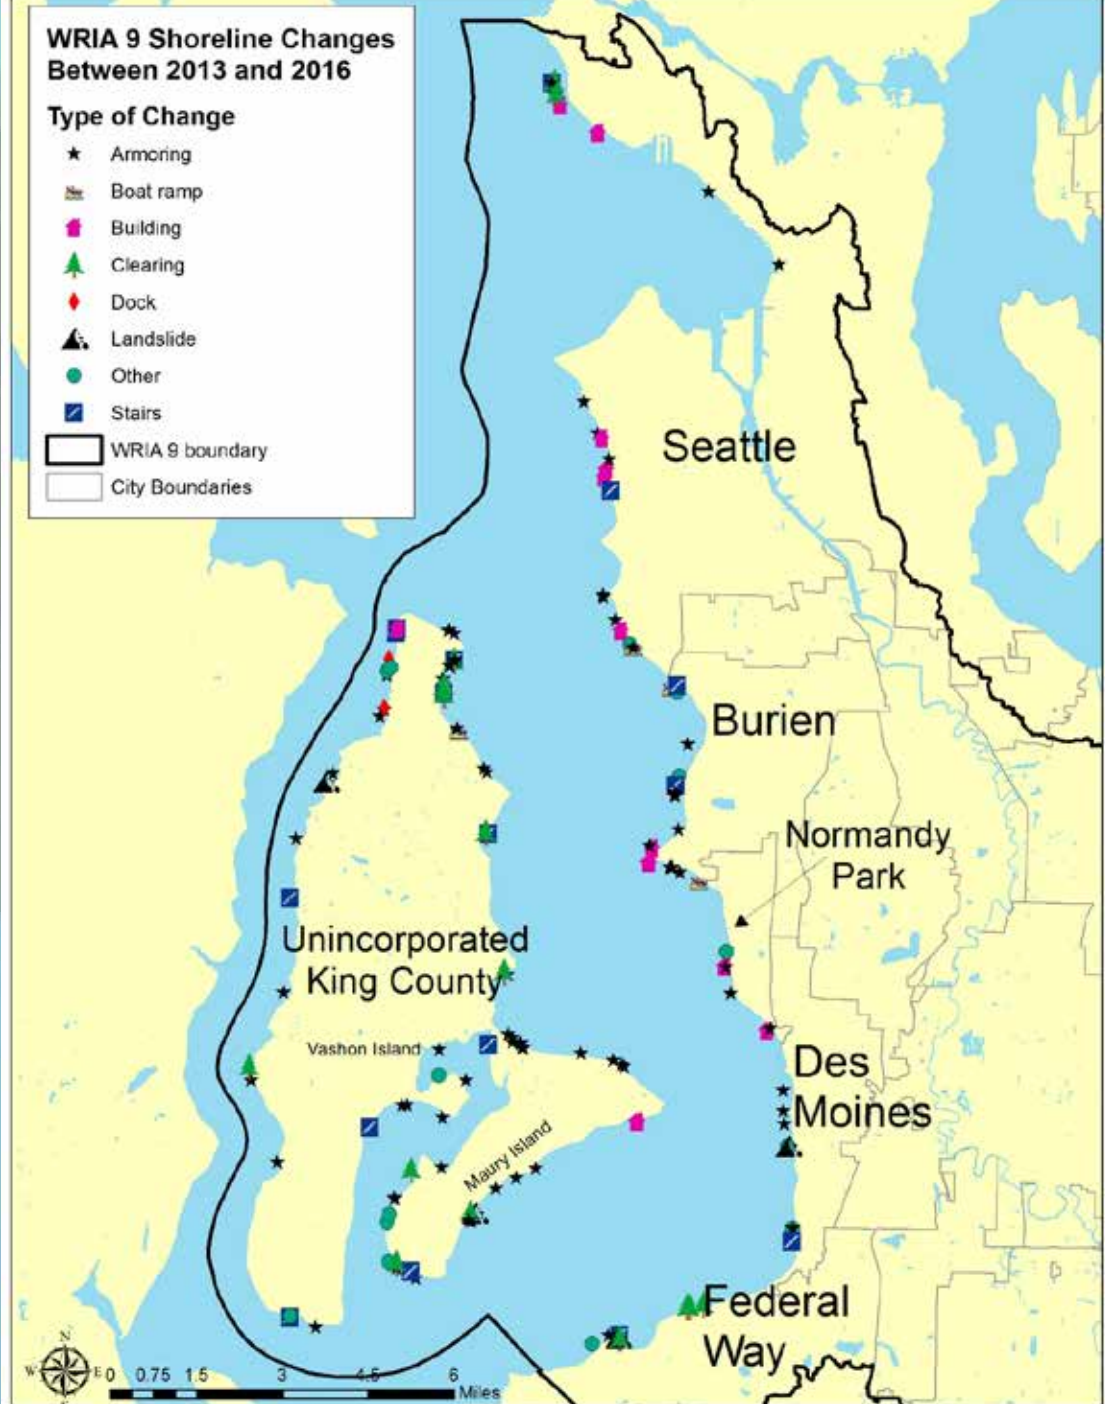 WRIA 9 Shoreline Changes
Between 2013 and 2016
Type of Change
Armoring
Boat ramp
Building
Clearing
Dock
Landslide
Other
Stairs
WRIA 9 boundary
City Boundaries
Seattle
Burien
Normandy
Park
Unincorporated
King County
Vashon Island
Des
Moines
Maury Island
Federal
Way
N
W
E
0 0.75 1.5 3 4.5 6
Miles